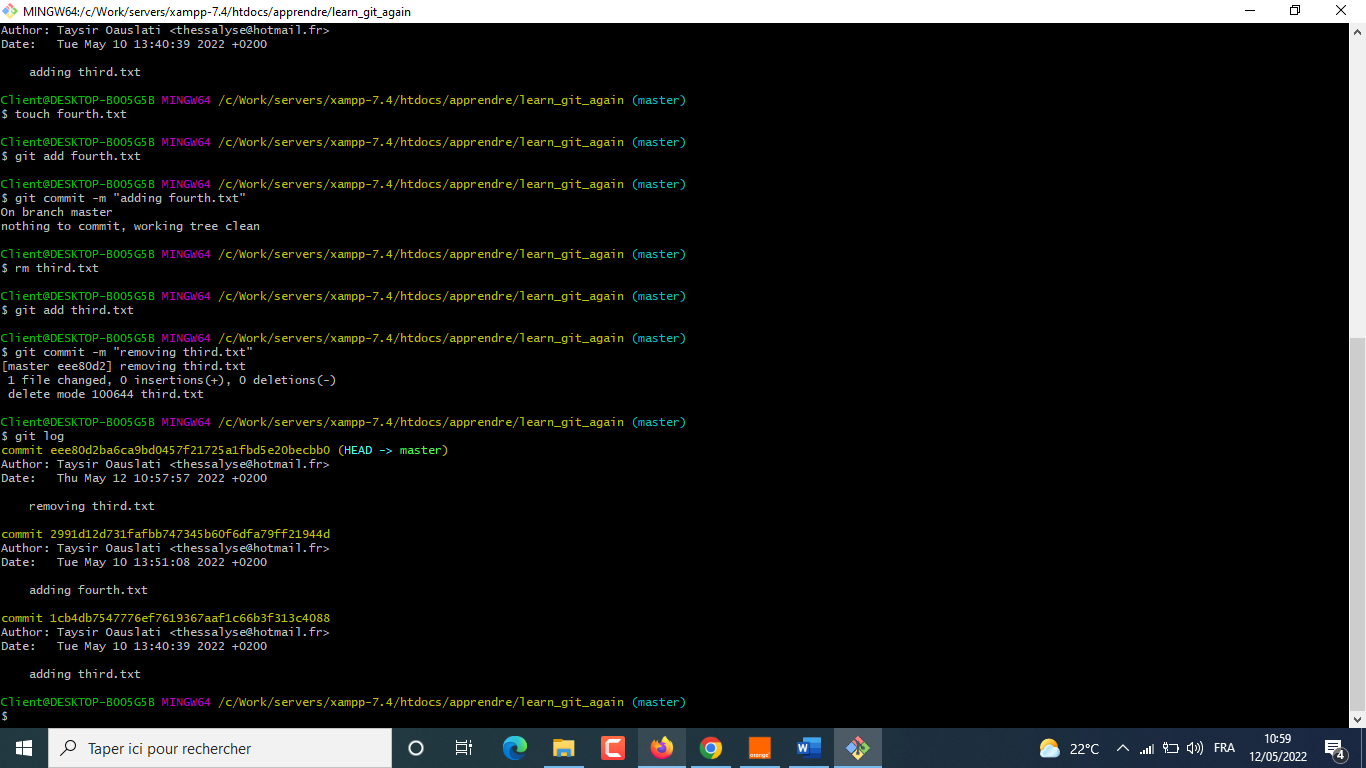 MINGW64:/c/Work/servers/xampp-7.4/htdocs/apprendre/learn_git_again
Author: Taysir Oauslati <thessalyse@hotmail.fr>
Date:   Tue May 10 13:40:39 2022 +0200
    adding third.txt
Client@DESKTOP-BOO5G5B MINGW64 /c/Work/servers/xampp-7.4/htdocs/apprendre/learn_git_again (master)
$ touch fourth.txt
Client@DESKTOP-BOO5G5B MINGW64 /c/Work/servers/xampp-7.4/htdocs/apprendre/learn_git_again (master)
$ git add fourth.txt
Client@DESKTOP-BOO5G5B MINGW64 /c/Work/servers/xampp-7.4/htdocs/apprendre/learn_git_again (master)
$ git commit -m "adding fourth.txt"
On branch master
nothing to commit, working tree clean
Client@DESKTOP-BOO5G5B MINGW64 /c/Work/servers/xampp-7.4/htdocs/apprendre/learn_git_again (master)
$ rm third.txt
Client@DESKTOP-BOO5G5B MINGW64 /c/Work/servers/xampp-7.4/htdocs/apprendre/learn_git_again (master)
$ git add third.txt
Client@DESKTOP-BOO5G5B MINGW64 /c/Work/servers/xampp-7.4/htdocs/apprendre/learn_git_again (master)
$ git commit -m "removing third.txt"
[master eee80d2] removing third.txt
 1 file changed, 0 insertions(+), 0 deletions(-)
 delete mode 100644 third.txt
Client@DESKTOP-BOO5G5B MINGW64 /c/Work/servers/xampp-7.4/htdocs/apprendre/learn_git_again (master)
$ git log
commit eee80d2ba6ca9bd0457f21725a1fbd5e20becbb0 (HEAD -> master)
Author: Taysir Oauslati <thessalyse@hotmail.fr>
Date:   Thu May 12 10:57:57 2022 +0200
    removing third.txt
commit 2991d12d731fafbb747345b60f6dfa79ff21944d
Author: Taysir Oauslati <thessalyse@hotmail.fr>
Date:   Tue May 10 13:51:08 2022 +0200
    adding fourth.txt
commit 1cb4db7547776ef7619367aaf1c66b3f313c4088
Author: Taysir Oauslati <thessalyse@hotmail.fr>
Date:   Tue May 10 13:40:39 2022 +0200
    adding third.txt
Client@DESKTOP-BOO5G5B MINGW64 /c/Work/servers/xampp-7.4/htdocs/apprendre/learn_git_again (master)
$
Taper ici pour rechercher
orange
22°C
FRA
10:59
12/05/2022
4